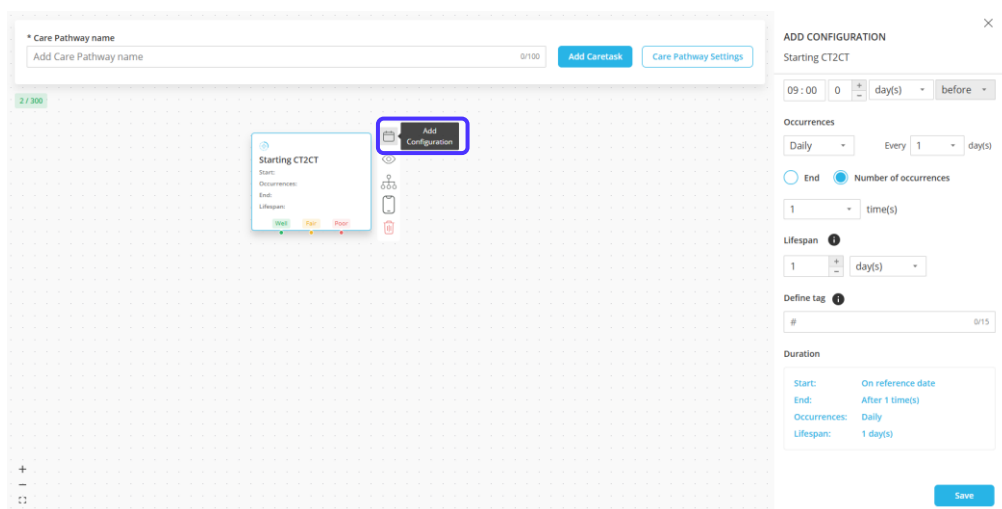 * Care Pathway name
Add Care Pathway name 0/100
Add Caretask
Care Pathway Settings
2 / 300
Starting CT2CT
Start:
Occurrences:
End:
Lifespan:
Well Fair Poor
Add
Configuration
ADD CONFIGURATION
Starting CT2CT
09 : 00 0 + − day(s) before
Occurrences
Daily Every 1 day(s)
End Number of occurrences
1 time(s)
Lifespan i
1 + − day(s)
Define tag i
# 0/15
Duration
Start: On reference date
End: After 1 time(s)
Occurrences: Daily
Lifespan: 1 day(s)
Save